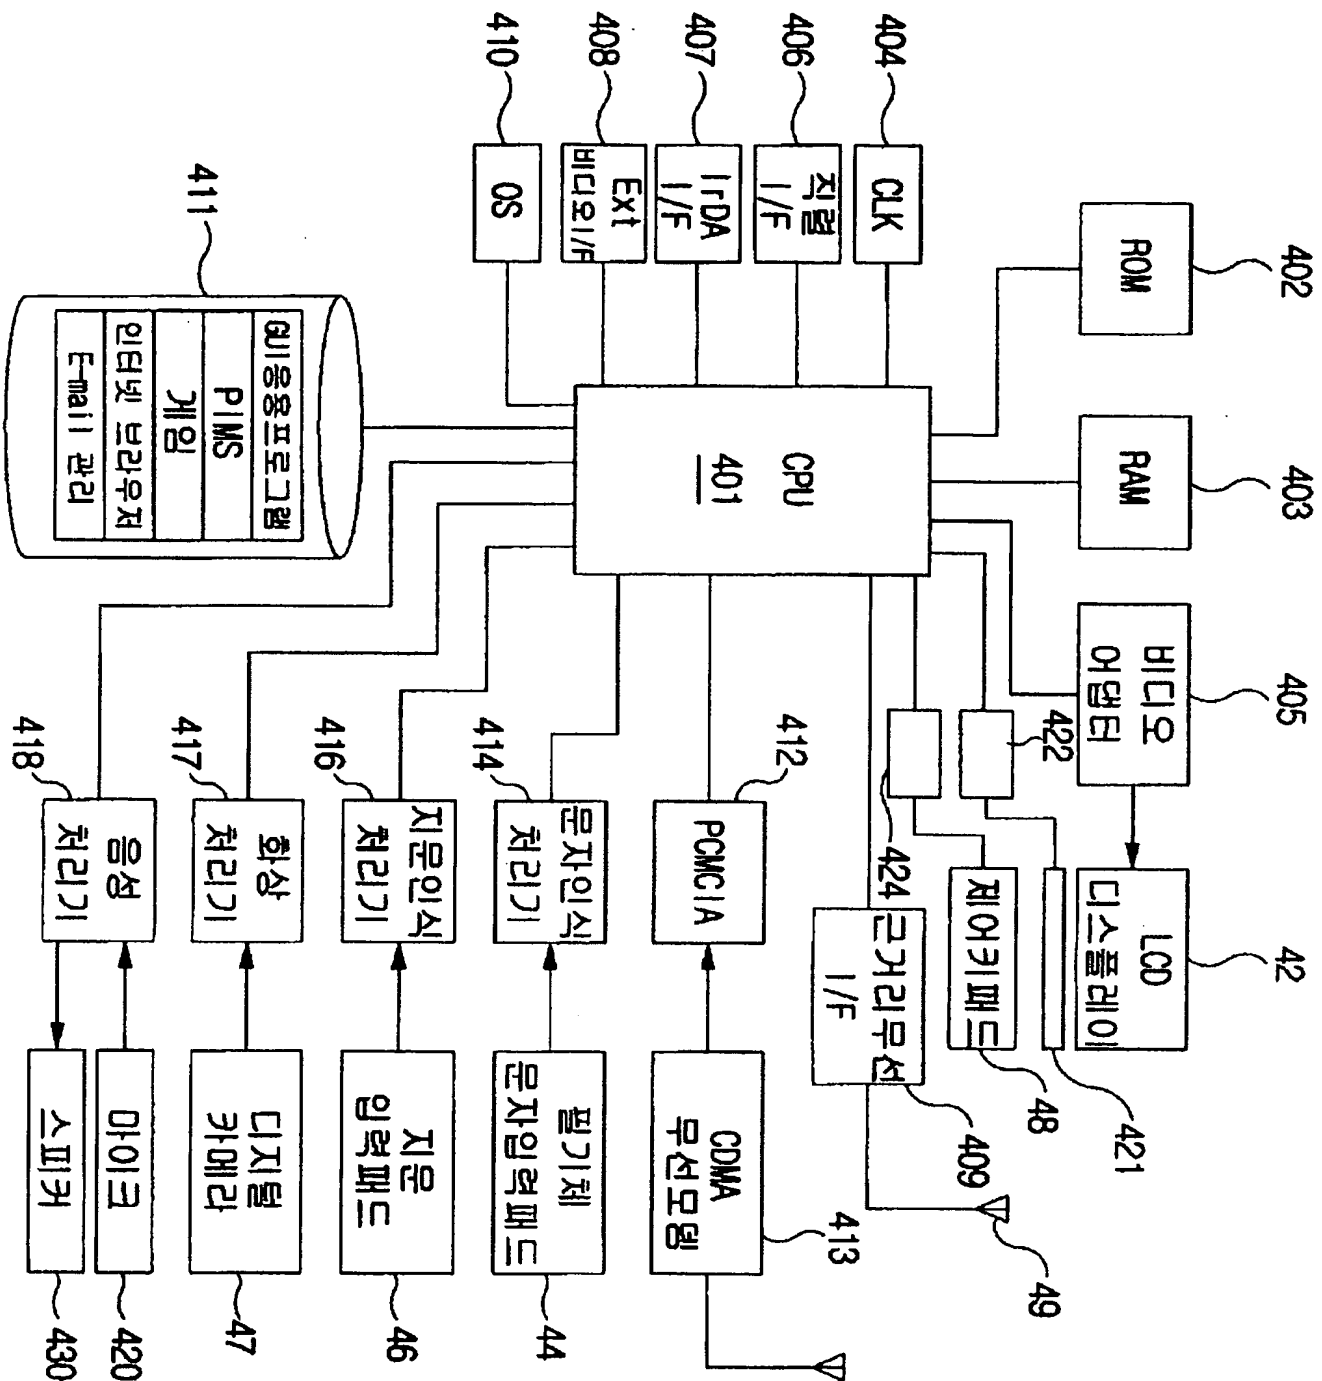 402
403
405
42
ROM
RAM
비디오
어댑터
LCD
디스플레이
422
421
48
제어키패드
424
49
409
근거리무선
I/F
404
CLK
406
직렬
I/F
407
IrDA
I/F
408
Ext
비디오I/F
410
OS
CPU
401
412
PCMCIA
413
CDMA
무선모뎀
414
문자인식
처리기
필기체
문자입력패드
44
416
지문인식
처리기
지문
입력패드
46
417
화상
처리기
디지털
카메라
47
418
음성
처리기
마이크
420
스피커
430
411
GUI응용프로그램
PIMS
게임
인터넷 브라우저
E-mail 관리